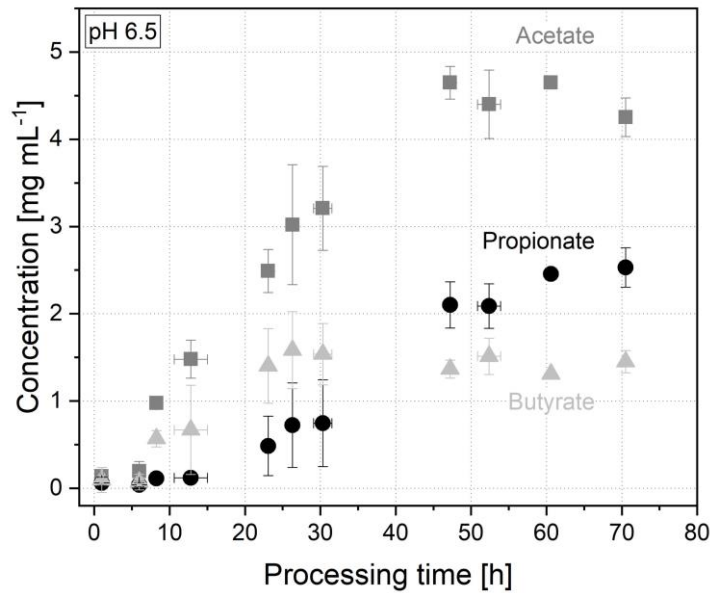 pH 6.5
Acetate
Propionate
Butyrate
Concentration [mg mL⁻¹]
5
4
3
2
1
0
0 10 20 30 40 50 60 70 80
Processing time [h]